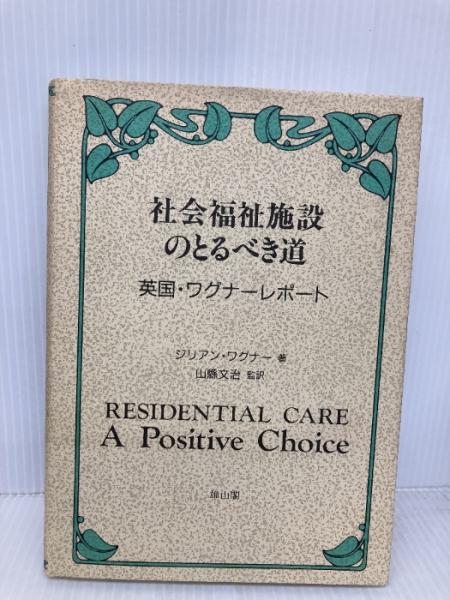 社会福祉施設
のとるべき道
英国・ワグナーレポート
ジリアン・ワグナー 著
山縣文治 監訳
RESIDENTIAL CARE
A Positive Choice
雄山閣